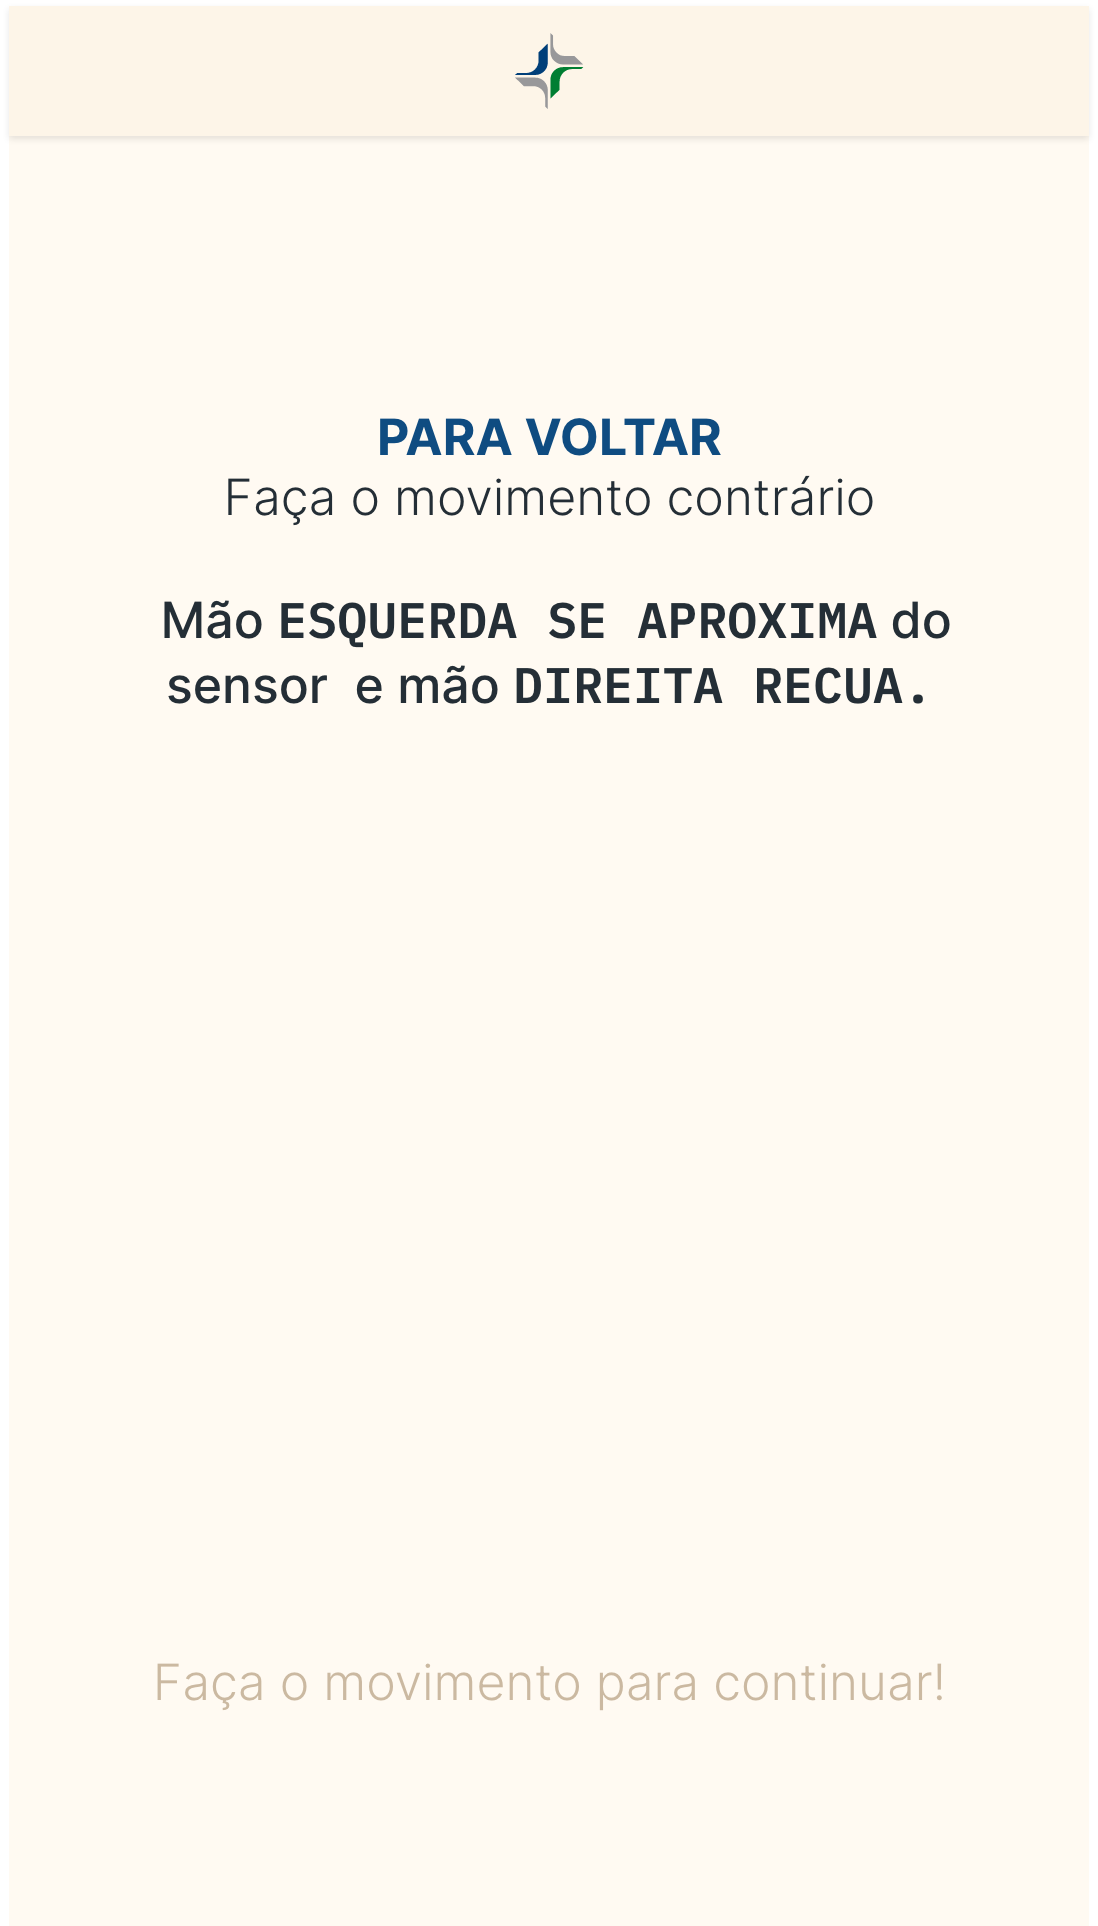 PARA VOLTAR
Faça o movimento contrário
Mão ESQUERDA SE APROXIMA do
sensor  e mão DIREITA RECUA.
Faça o movimento para continuar!